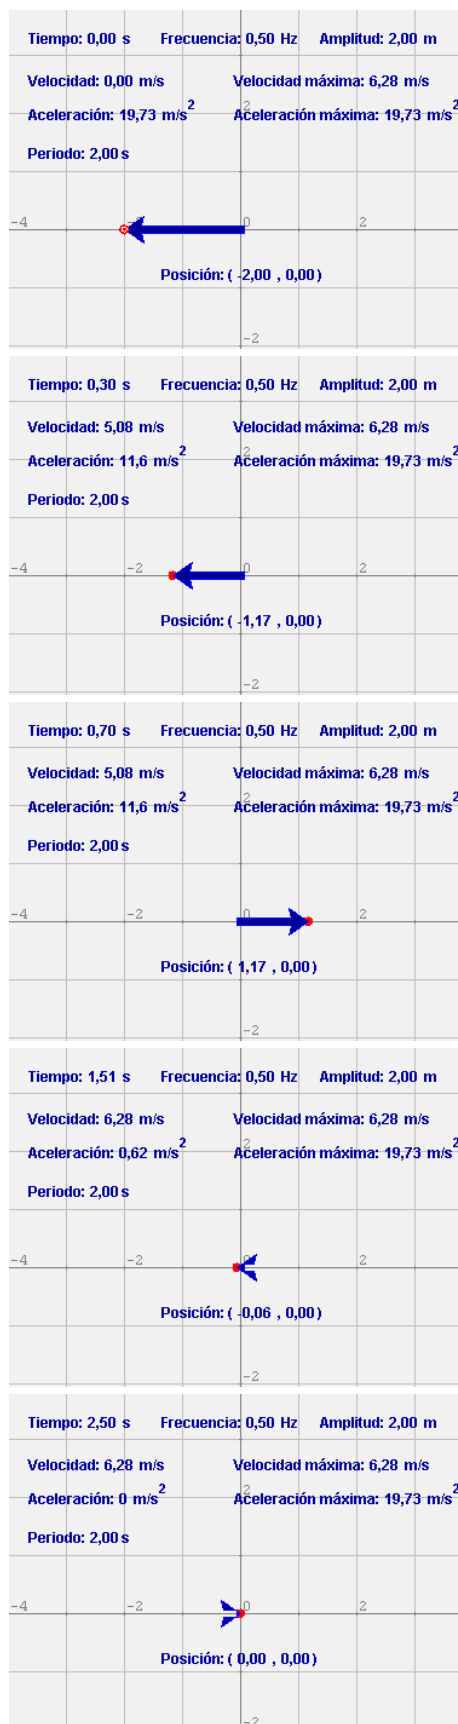 Tiempo: 0,00 s Frecuencia: 0,50 Hz Amplitud: 2,00 m
Velocidad: 0,00 m/s Velocidad máxima: 6,28 m/s
2
Aceleración: 19,73 m/s² Aceleración máxima: 19,73 m/s²
Periodo: 2,00 s
-4 -2 0 2
Posición: ( -2,00 , 0,00 )
-2
Tiempo: 0,30 s Frecuencia: 0,50 Hz Amplitud: 2,00 m
Velocidad: 5,08 m/s Velocidad máxima: 6,28 m/s
2
Aceleración: 11,6 m/s² Aceleración máxima: 19,73 m/s²
Periodo: 2,00 s
-4 -2 0 2
Posición: ( -1,17 , 0,00 )
-2
Tiempo: 0,70 s Frecuencia: 0,50 Hz Amplitud: 2,00 m
Velocidad: 5,08 m/s Velocidad máxima: 6,28 m/s
2
Aceleración: 11,6 m/s² Aceleración máxima: 19,73 m/s²
Periodo: 2,00 s
-4 -2 0 2
Posición: ( 1,17 , 0,00 )
-2
Tiempo: 1,51 s Frecuencia: 0,50 Hz Amplitud: 2,00 m
Velocidad: 6,28 m/s Velocidad máxima: 6,28 m/s
2
Aceleración: 0,62 m/s² Aceleración máxima: 19,73 m/s²
Periodo: 2,00 s
-4 -2 0 2
Posición: ( -0,06 , 0,00 )
-2
Tiempo: 2,50 s Frecuencia: 0,50 Hz Amplitud: 2,00 m
Velocidad: 6,28 m/s Velocidad máxima: 6,28 m/s
2
Aceleración: 0 m/s² Aceleración máxima: 19,73 m/s²
Periodo: 2,00 s
-4 -2 0 2
Posición: ( 0,00 , 0,00 )
-2